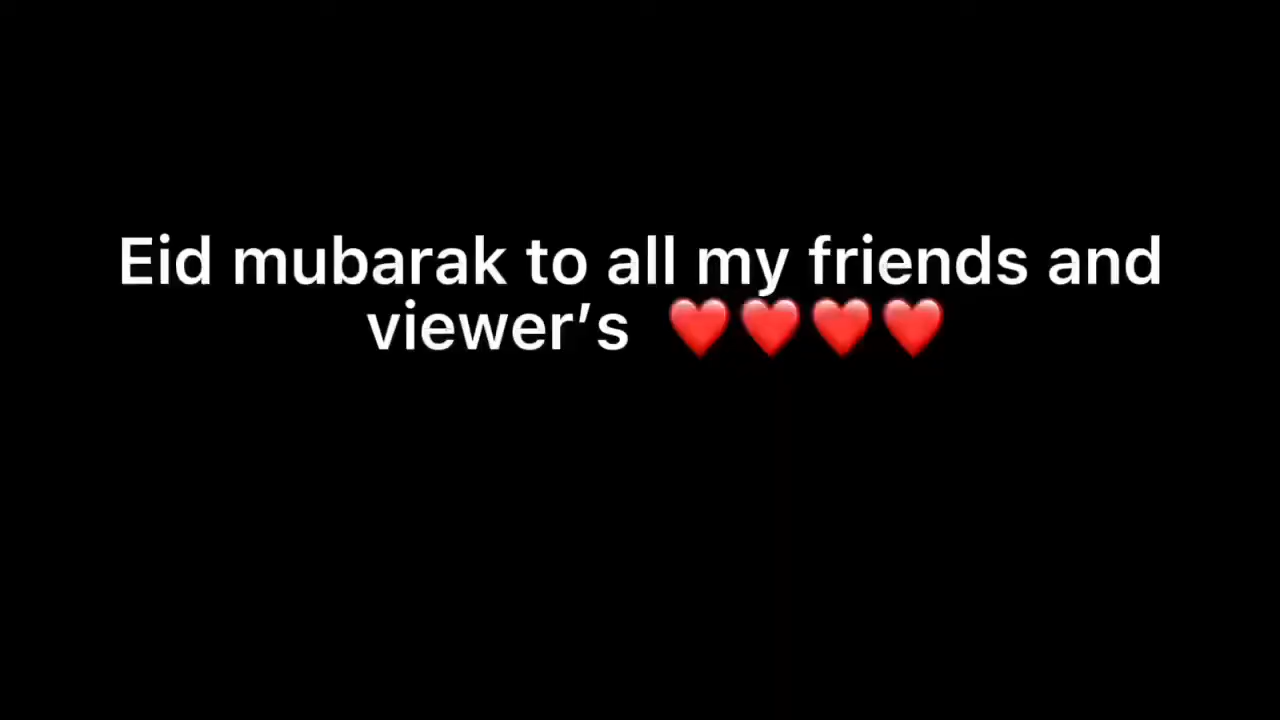 Eid mubarak to all my friends and
viewer’s ❤️❤️❤️❤️